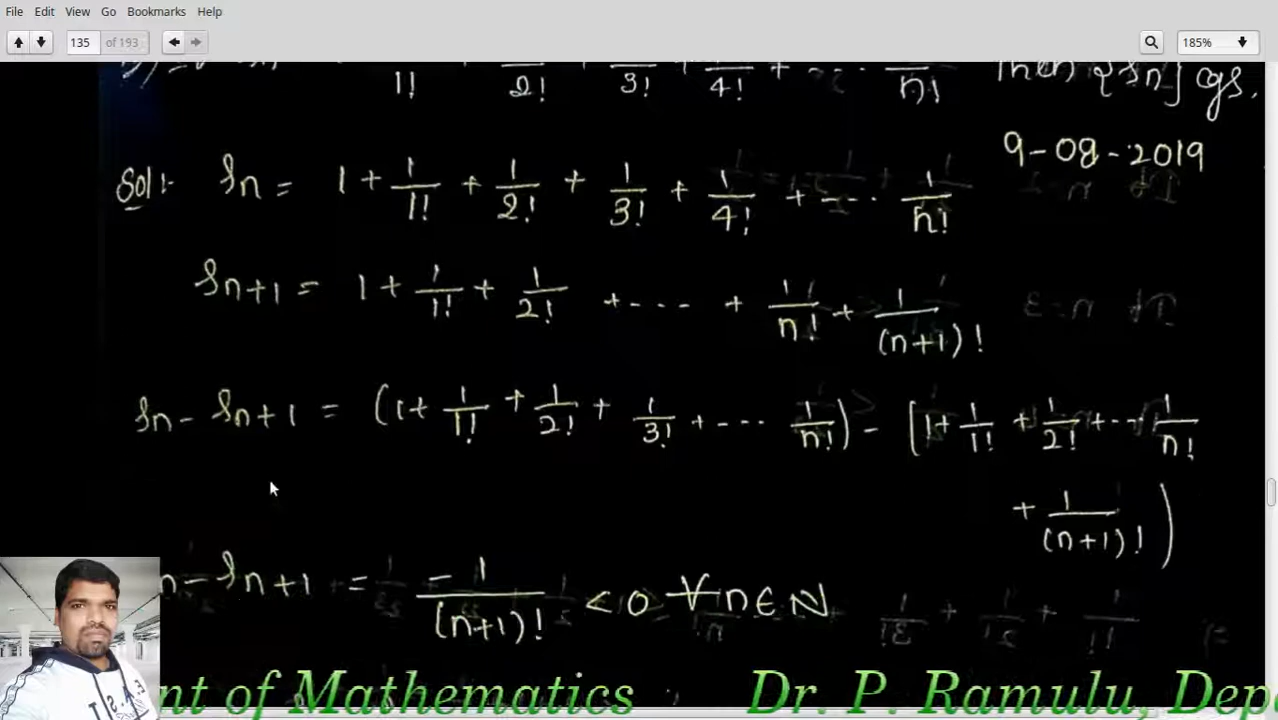 File Edit View Go Bookmarks Help
135 of 193 185%
1! 2! 3! 4! + .... n! Then {Sn} cgs.
9-08-2019
Sol:- Sn = 1 + 1/1! + 1/2! + 1/3! + 1/4! + .... 1/n!
Sn+1 = 1 + 1/1! + 1/2! + .... + 1/n! + 1/(n+1)!
Sn - Sn+1 = (1 + 1/1! + 1/2! + 1/3! + .... 1/n!) - (1 + 1/1! + 1/2! + ... 1/n!
+ 1/(n+1)!)
n - Sn+1 = -1/(n+1)! < 0 ∀ n ∈ N
nt of Mathematics Dr. P. Ramulu, Dep